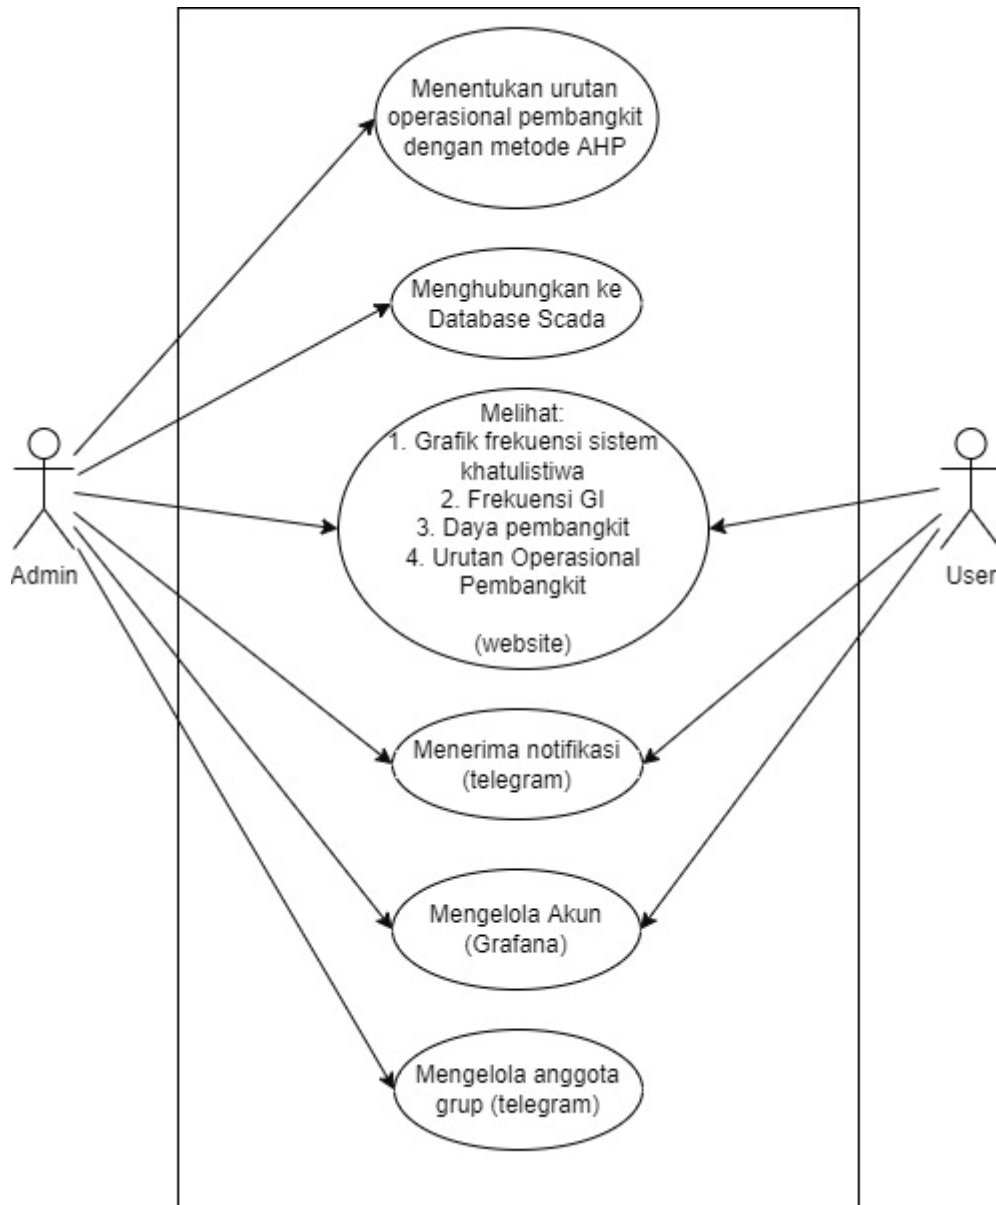 Menentukan urutan
operasional pembangkit
dengan metode AHP
Menghubungkan ke
Database Scada
Melihat:
1. Grafik frekuensi sistem
khatulistiwa
2. Frekuensi GI
3. Daya pembangkit
4. Urutan Operasional
Pembangkit
(website)
Admin
User
Menerima notifikasi
(telegram)
Mengelola Akun
(Grafana)
Mengelola anggota
grup (telegram)